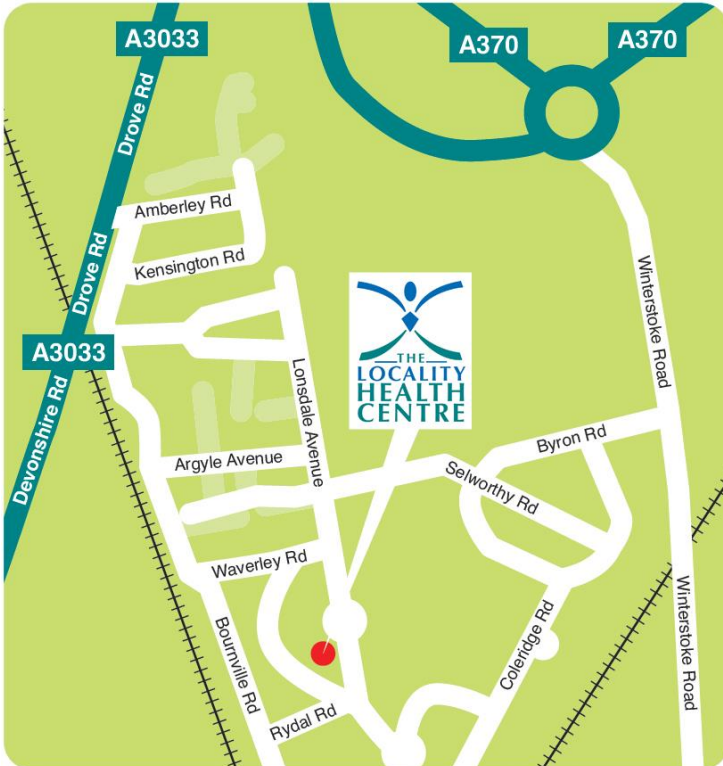 A3033
A370
A370
Drove Rd
Amberley Rd
Kensington Rd
Drove Rd
Winterstoke Road
A3033
THE
LOCALITY
HEALTH
CENTRE
Lonsdale Avenue
Devonshire Rd
Byron Rd
Argyle Avenue
Selworthy Rd
Waverley Rd
Winterstoke Road
Bournville Rd
Coleridge Rd
Rydal Rd